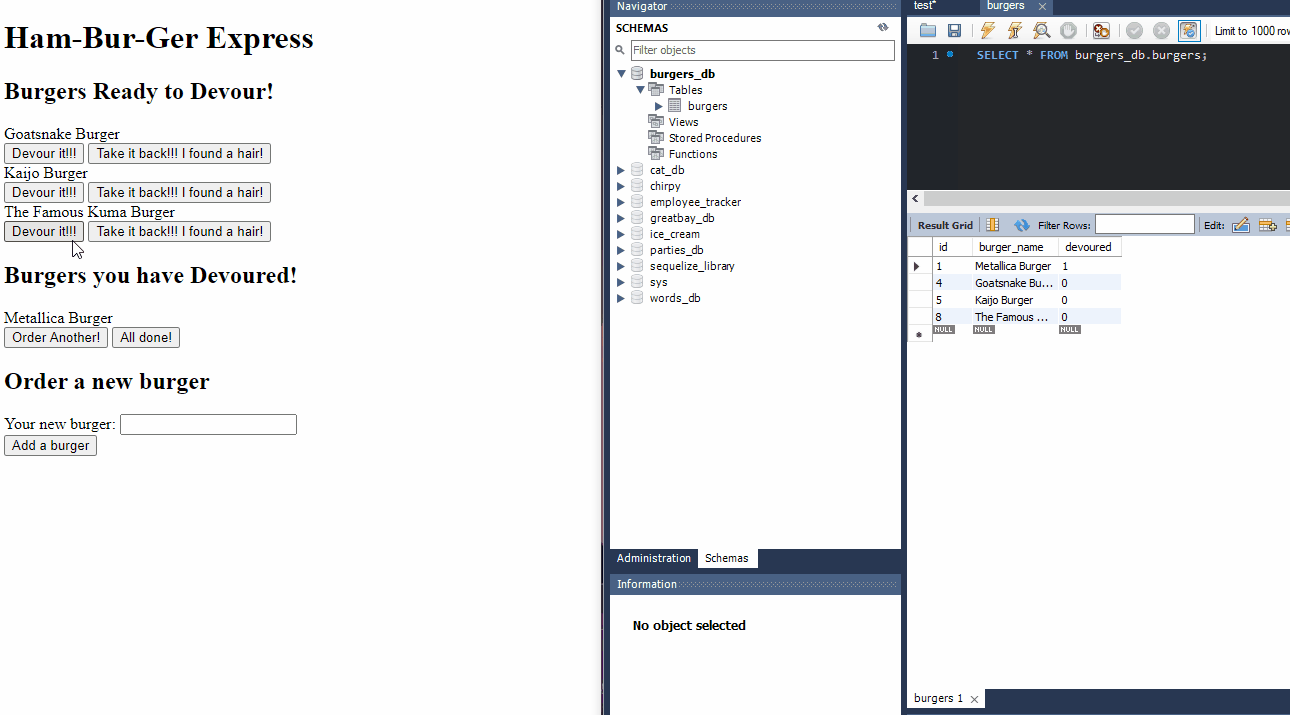 Ham-Bur-Ger Express
Burgers Ready to Devour!
Goatsnake Burger
Devour it!!! Take it back!!! I found a hair!
Kaijo Burger
Devour it!!! Take it back!!! I found a hair!
The Famous Kuma Burger
Devour it!!! Take it back!!! I found a hair!
Burgers you have Devoured!
Metallica Burger
Order Another! All done!
Order a new burger
Your new burger:
Add a burger
Navigator
SCHEMAS
Filter objects
burgers_db
Tables
burgers
Views
Stored Procedures
Functions
cat_db
chirpy
employee_tracker
greatbay_db
ice_cream
parties_db
sequelize_library
sys
words_db
Administration Schemas
Information
No object selected
test* burgers
Limit to 1000 row
1 SELECT * FROM burgers_db.burgers;
Result Grid Filter Rows: Edit:
id burger_name devoured
1 Metallica Burger 1
4 Goatsnake Bu... 0
5 Kaijo Burger 0
8 The Famous ... 0
NULL NULL NULL
burgers 1